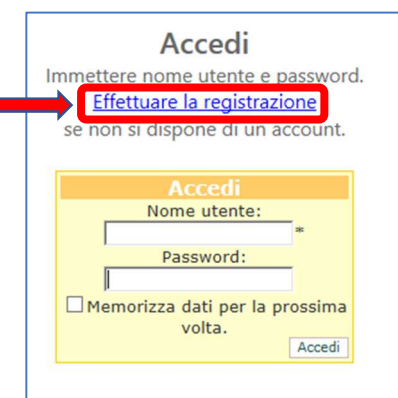 Accedi
Immettere nome utente e password.
Effettuare la registrazione
se non si dispone di un account.
Accedi
Nome utente:
*
Password:
Memorizza dati per la prossima
volta.
Accedi